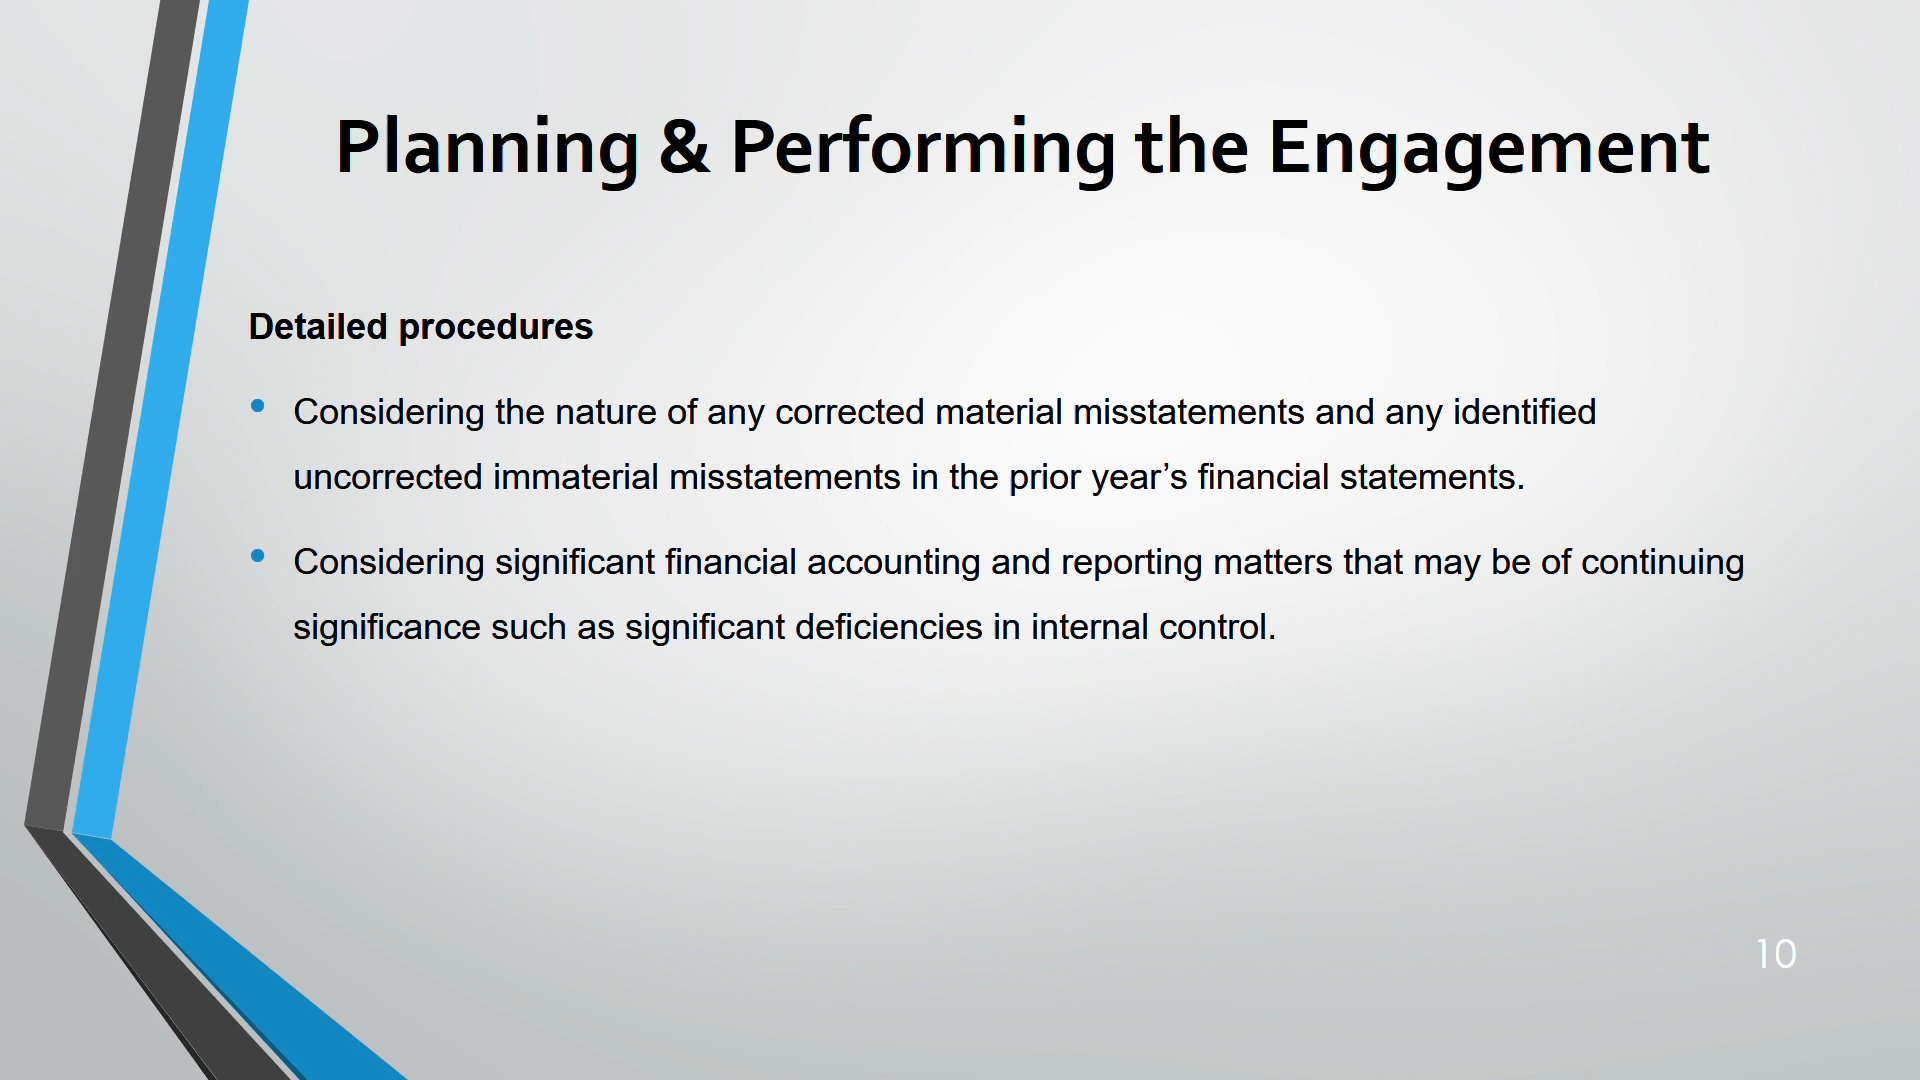 Planning & Performing the Engagement
Detailed procedures
• Considering the nature of any corrected material misstatements and any identified
uncorrected immaterial misstatements in the prior year’s financial statements.
• Considering significant financial accounting and reporting matters that may be of continuing
significance such as significant deficiencies in internal control.
10